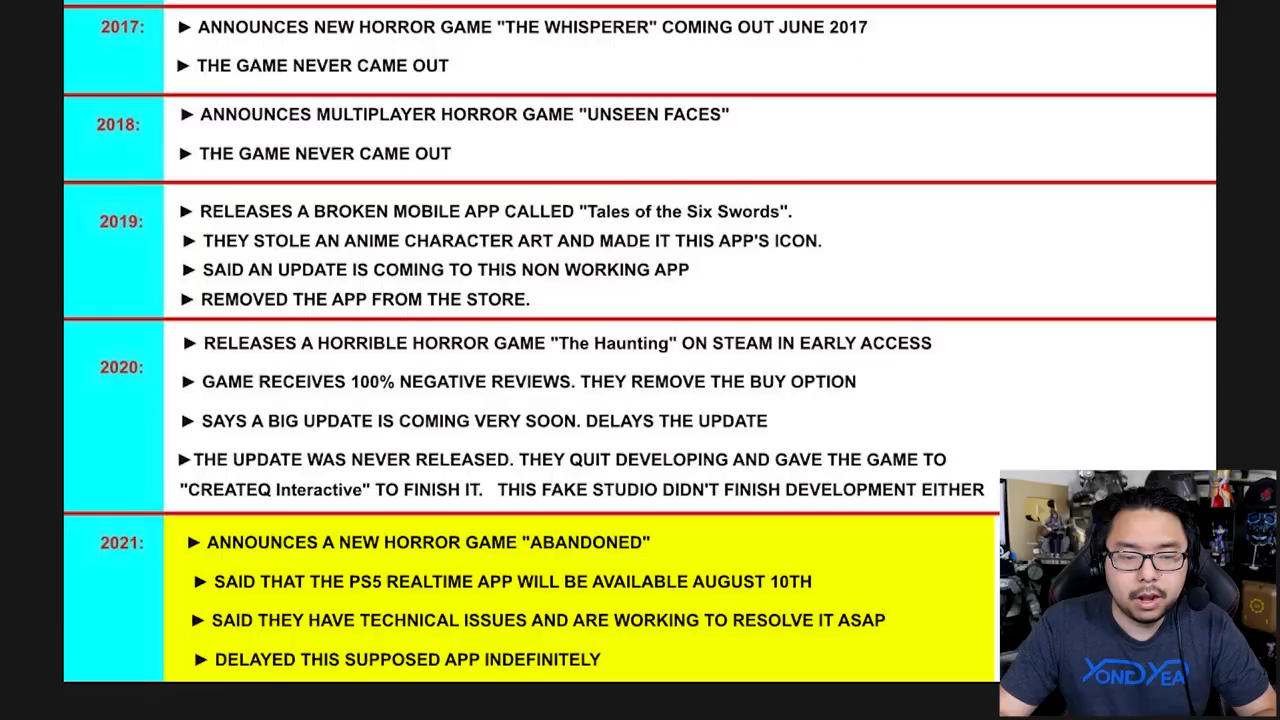 2017:
► ANNOUNCES NEW HORROR GAME "THE WHISPERER" COMING OUT JUNE 2017
► THE GAME NEVER CAME OUT
2018:
► ANNOUNCES MULTIPLAYER HORROR GAME "UNSEEN FACES"
► THE GAME NEVER CAME OUT
2019:
► RELEASES A BROKEN MOBILE APP CALLED "Tales of the Six Swords".
► THEY STOLE AN ANIME CHARACTER ART AND MADE IT THIS APP'S ICON.
► SAID AN UPDATE IS COMING TO THIS NON WORKING APP
► REMOVED THE APP FROM THE STORE.
2020:
► RELEASES A HORRIBLE HORROR GAME "The Haunting" ON STEAM IN EARLY ACCESS
► GAME RECEIVES 100% NEGATIVE REVIEWS. THEY REMOVE THE BUY OPTION
► SAYS A BIG UPDATE IS COMING VERY SOON. DELAYS THE UPDATE
►THE UPDATE WAS NEVER RELEASED. THEY QUIT DEVELOPING AND GAVE THE GAME TO
"CREATEQ Interactive" TO FINISH IT. THIS FAKE STUDIO DIDN'T FINISH DEVELOPMENT EITHER
2021:
► ANNOUNCES A NEW HORROR GAME "ABANDONED"
► SAID THAT THE PS5 REALTIME APP WILL BE AVAILABLE AUGUST 10TH
► SAID THEY HAVE TECHNICAL ISSUES AND ARE WORKING TO RESOLVE IT ASAP
► DELAYED THIS SUPPOSED APP INDEFINITELY
YONGYEA